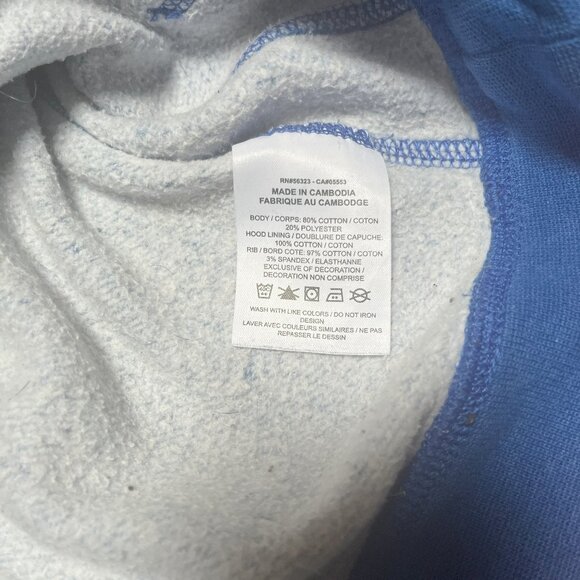 RN#56323 - CA#05553
MADE IN CAMBODIA
FABRIQUE AU CAMBODGE
BODY / CORPS: 80% COTTON / COTON
20% POLYESTER
HOOD LINING / DOUBLURE DE CAPUCHE:
100% COTTON / COTON
RIB / BORD COTE: 97% COTTON / COTON
3% SPANDEX / ELASTHANNE
EXCLUSIVE OF DECORATION /
DECORATION NON COMPRISE
WASH WITH LIKE COLORS / DO NOT IRON
DESIGN
LAVER AVEC COULEURS SIMILAIRES / NE PAS
REPASSER LE DESSIN